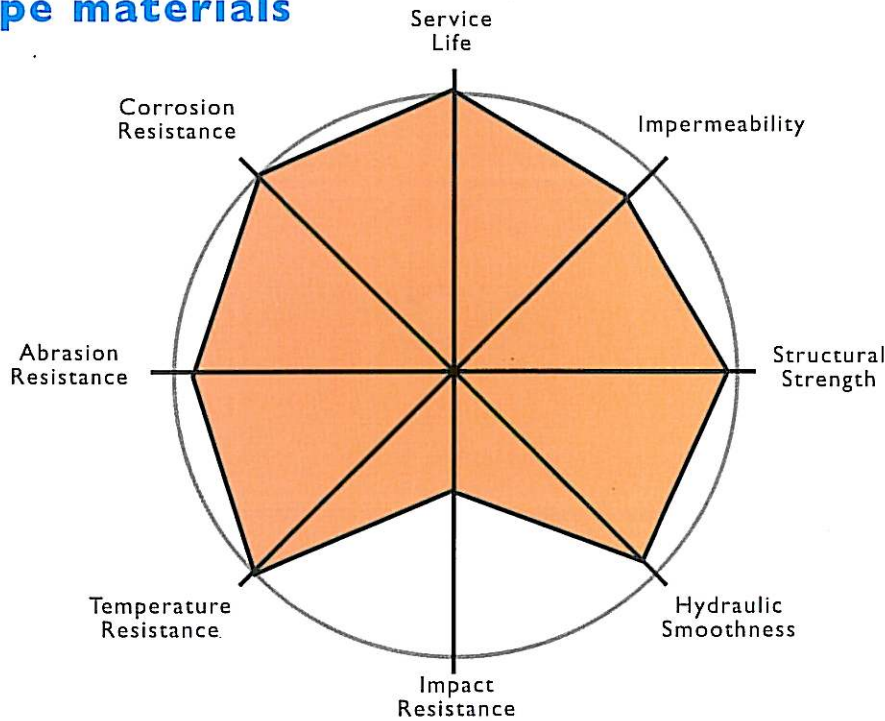 pe materials
Service
Life
Impermeability
Structural
Strength
Hydraulic
Smoothness
Impact
Resistance
Temperature
Resistance
Abrasion
Resistance
Corrosion
Resistance